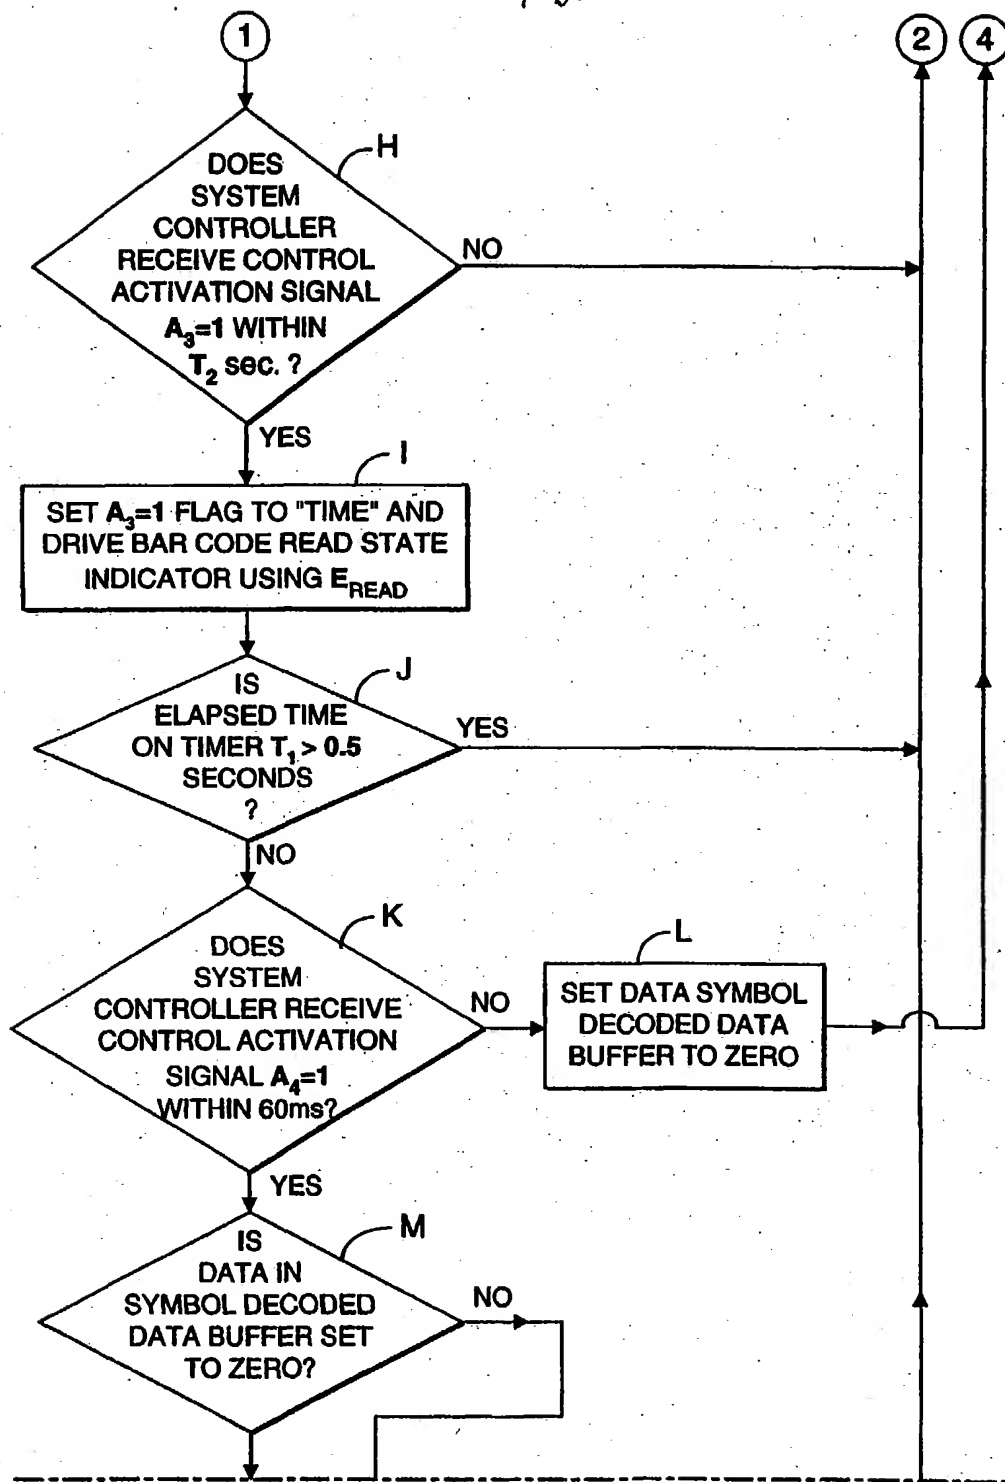 1
2
4
H
DOES
SYSTEM
CONTROLLER
RECEIVE CONTROL
ACTIVATION SIGNAL
A₃=1 WITHIN
T₂ sec. ?
NO
YES
I
SET A₃=1 FLAG TO "TIME" AND
DRIVE BAR CODE READ STATE
INDICATOR USING E_READ
J
IS
ELAPSED TIME
ON TIMER T₁ > 0.5
SECONDS
?
YES
NO
K
DOES
SYSTEM
CONTROLLER RECEIVE
CONTROL ACTIVATION
SIGNAL A₄=1
WITHIN 60ms?
NO
L
SET DATA SYMBOL
DECODED DATA
BUFFER TO ZERO
YES
M
IS
DATA IN
SYMBOL DECODED
DATA BUFFER SET
TO ZERO?
NO